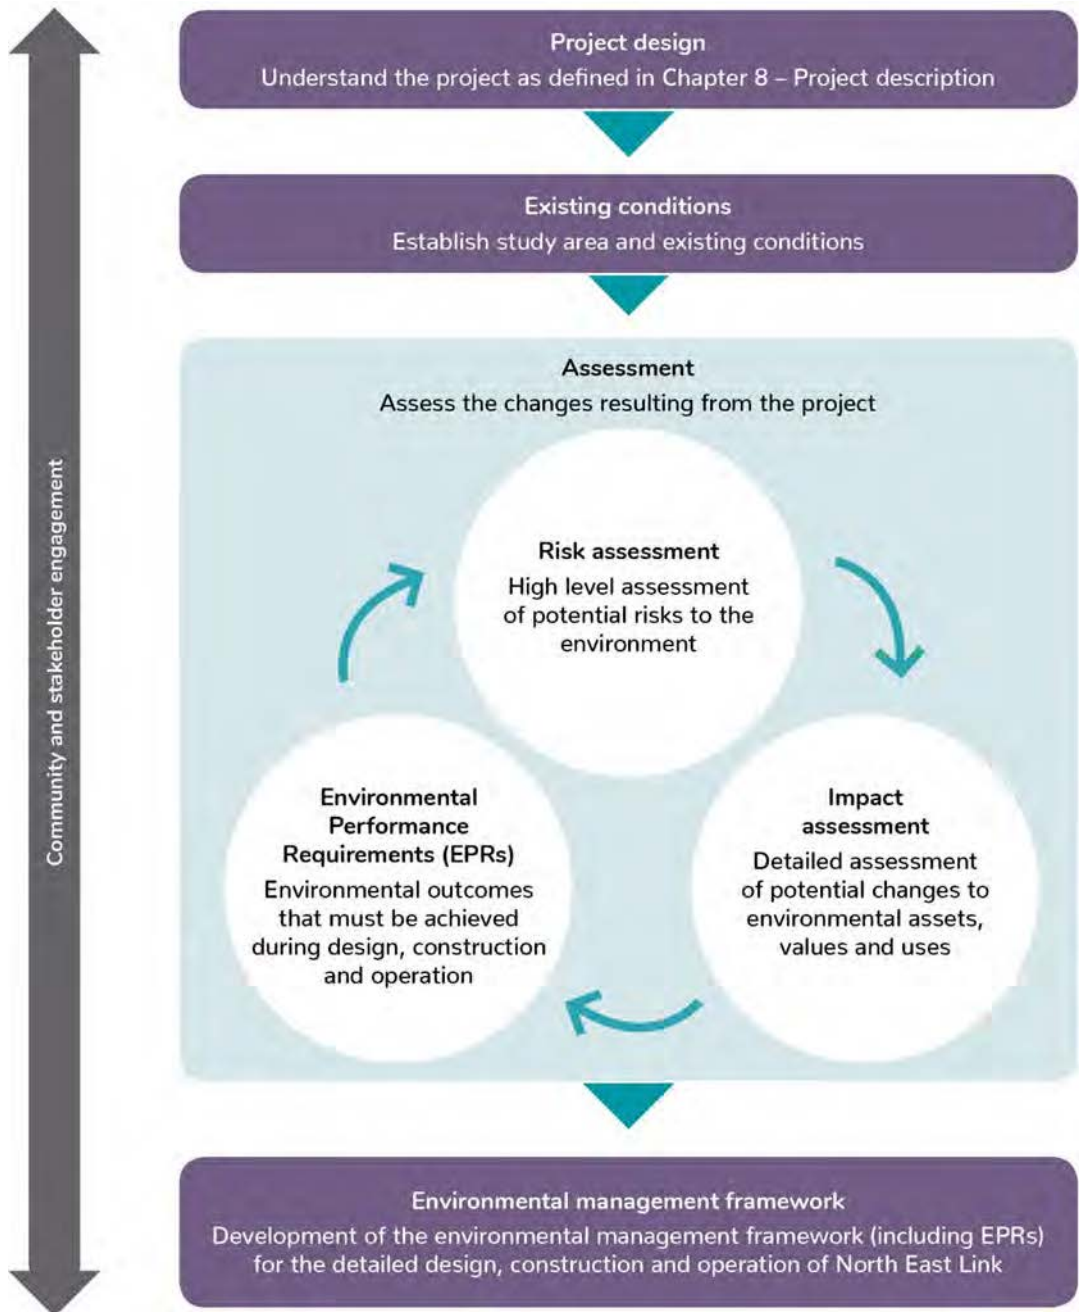 Project design
Understand the project as defined in Chapter 8 – Project description
Existing conditions
Establish study area and existing conditions
Assessment
Assess the changes resulting from the project
Risk assessment
High level assessment
of potential risks to the
environment
Environmental
Performance
Requirements (EPRs)
Environmental outcomes
that must be achieved
during design, construction
and operation
Impact
assessment
Detailed assessment
of potential changes to
environmental assets,
values and uses
Environmental management framework
Development of the environmental management framework (including EPRs)
for the detailed design, construction and operation of North East Link
Community and stakeholder engagement